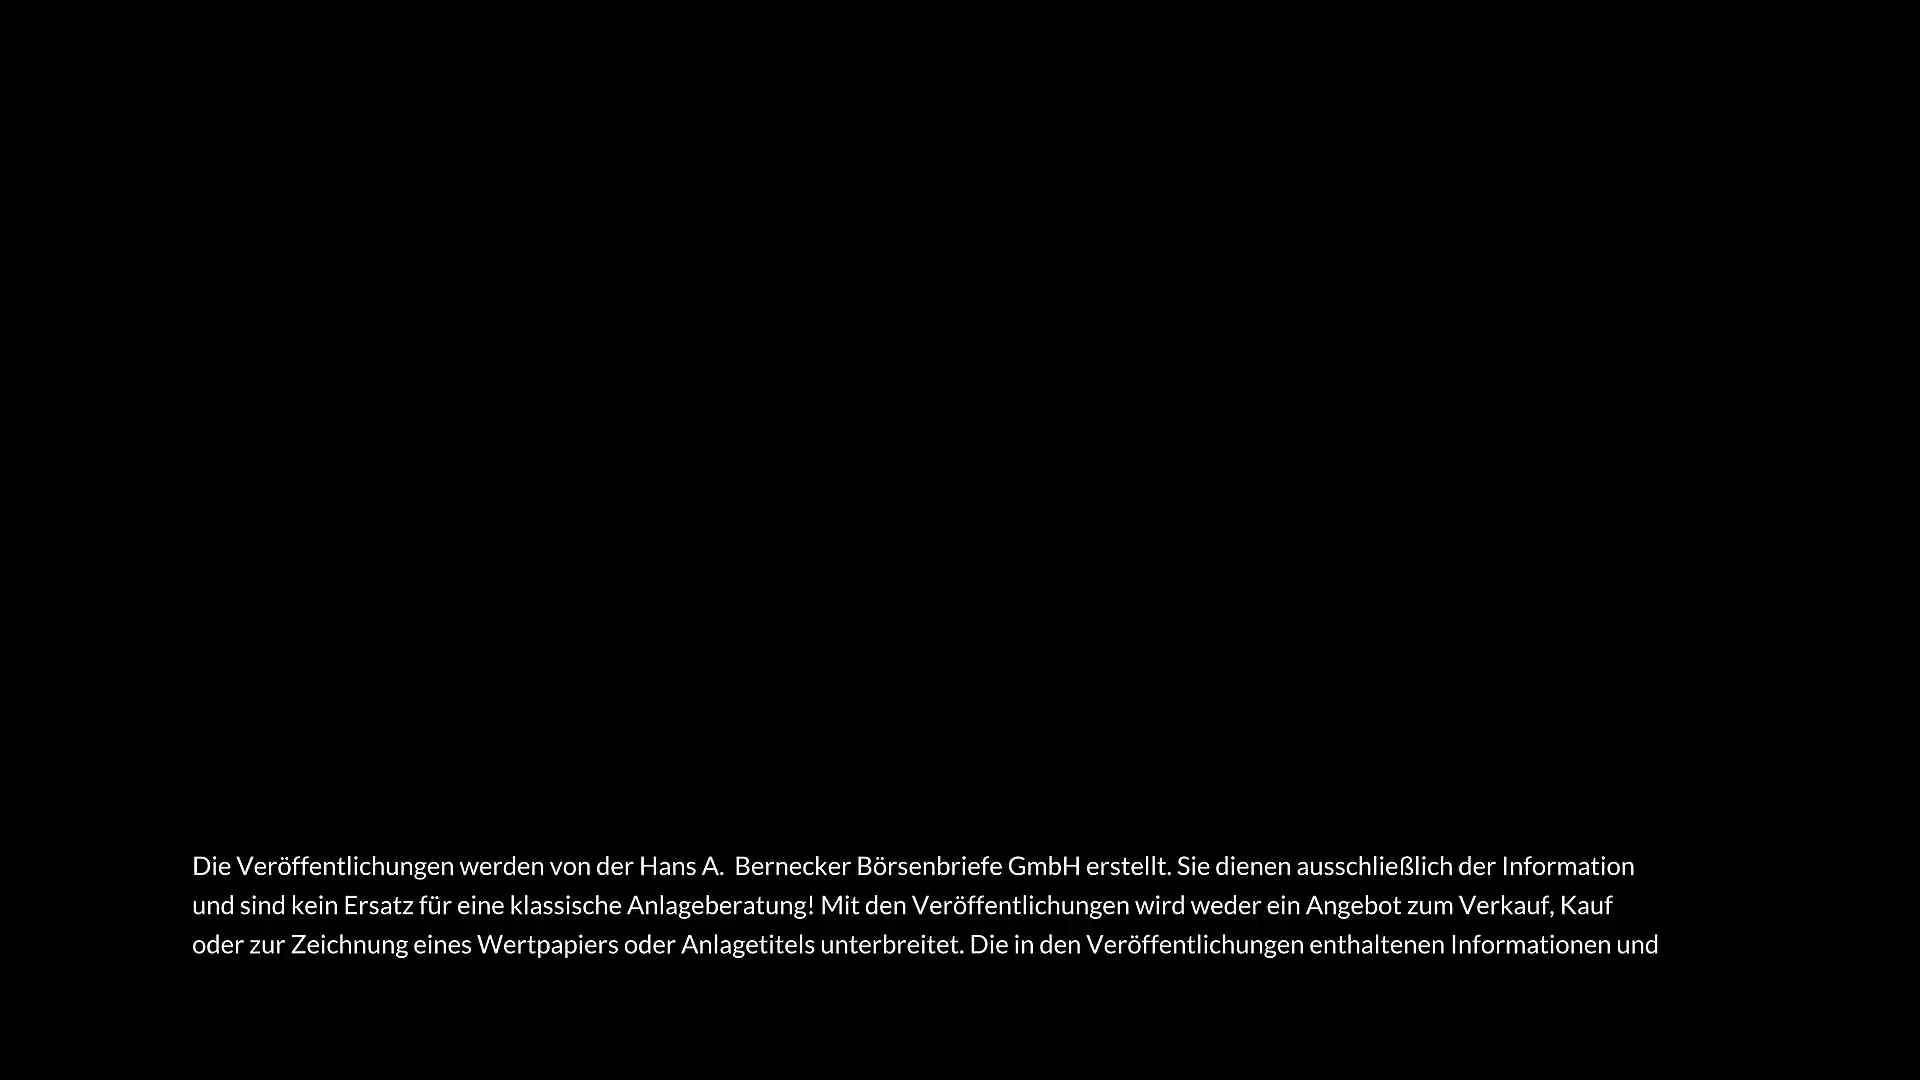 Die Veröffentlichungen werden von der Hans A.  Bernecker Börsenbriefe GmbH erstellt. Sie dienen ausschließlich der Information
und sind kein Ersatz für eine klassische Anlageberatung! Mit den Veröffentlichungen wird weder ein Angebot zum Verkauf, Kauf
oder zur Zeichnung eines Wertpapiers oder Anlagetitels unterbreitet. Die in den Veröffentlichungen enthaltenen Informationen und